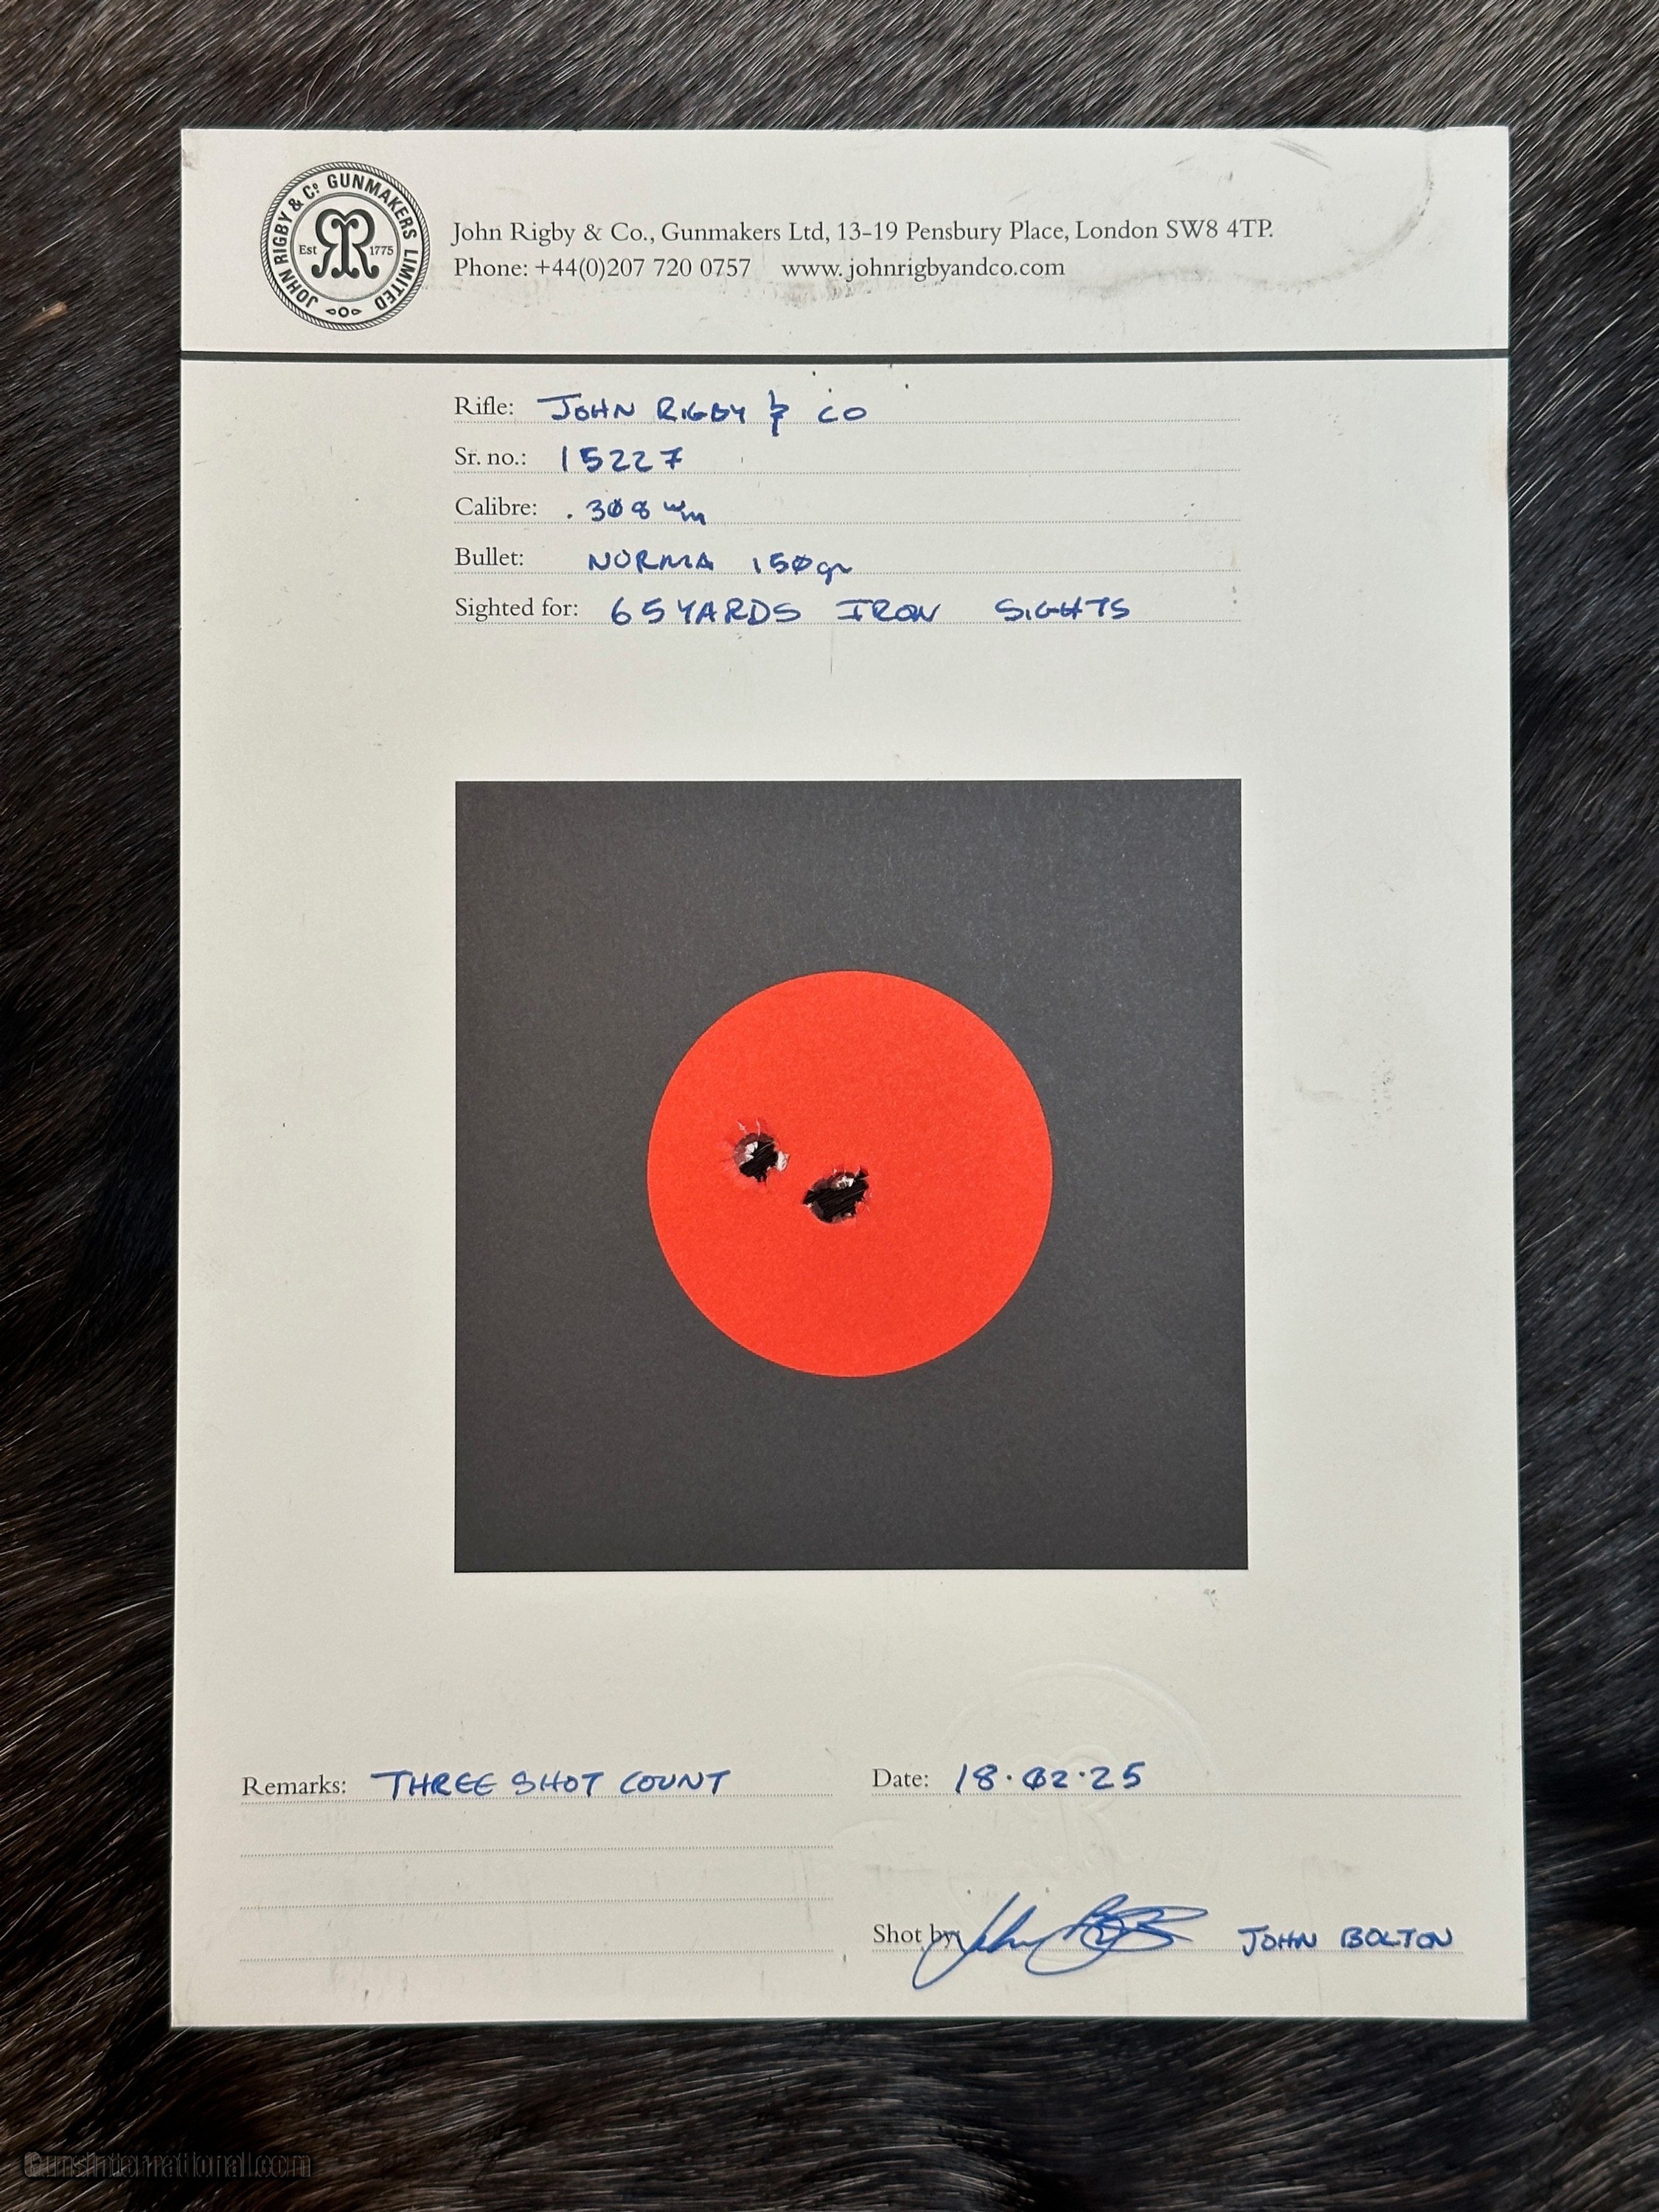 JOHN RIGBY & Co GUNMAKERS LIMITED
Est RR 1775
John Rigby & Co., Gunmakers Ltd, 13-19 Pensbury Place, London SW8 4TP.
Phone: +44(0)207 720 0757 www.johnrigbyandco.com
Rifle: JOHN RIGBY & CO
Sr. no.: 15227
Calibre: .308 Win
Bullet: NORMA 150gr
Sighted for: 65 YARDS IRON SIGHTS
Remarks: THREE SHOT COUNT
Date: 18.02.25
Shot by: JOHN BOLTON
GunsInternational.com